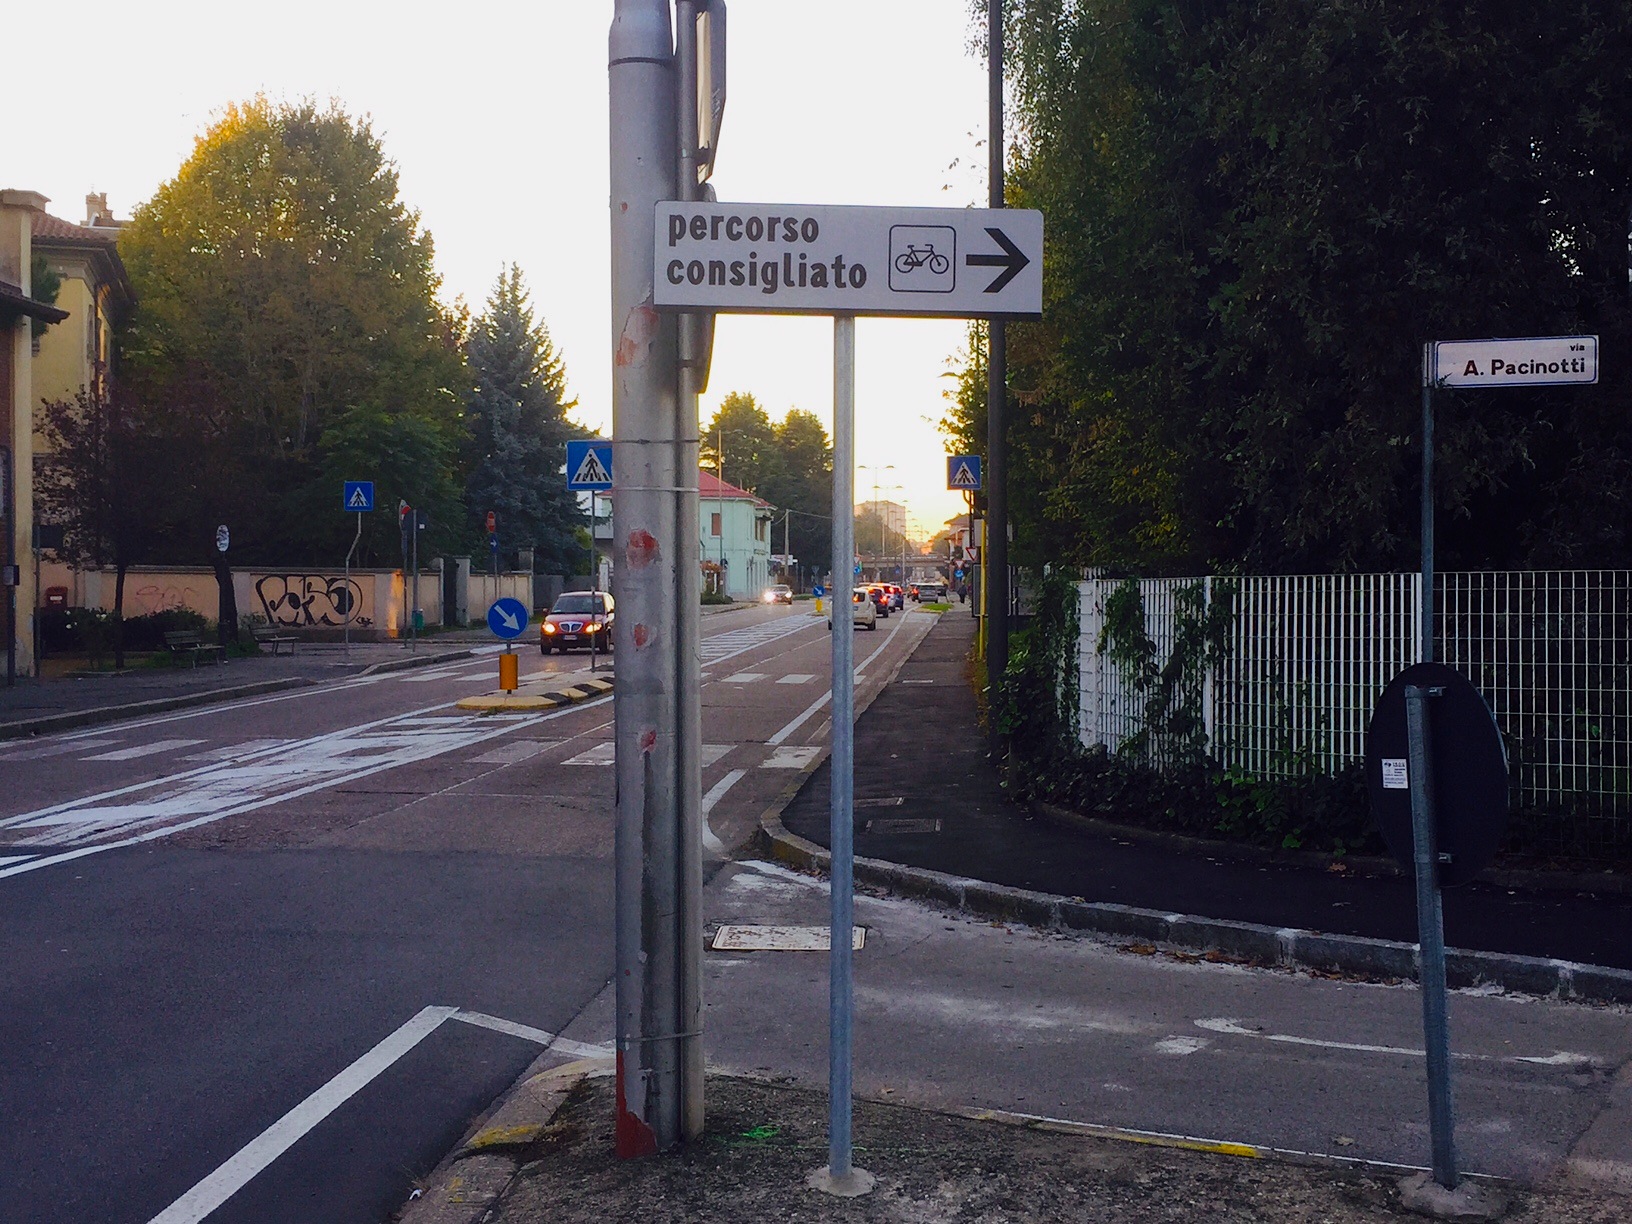 percorso
consigliato
via
A. Pacinotti